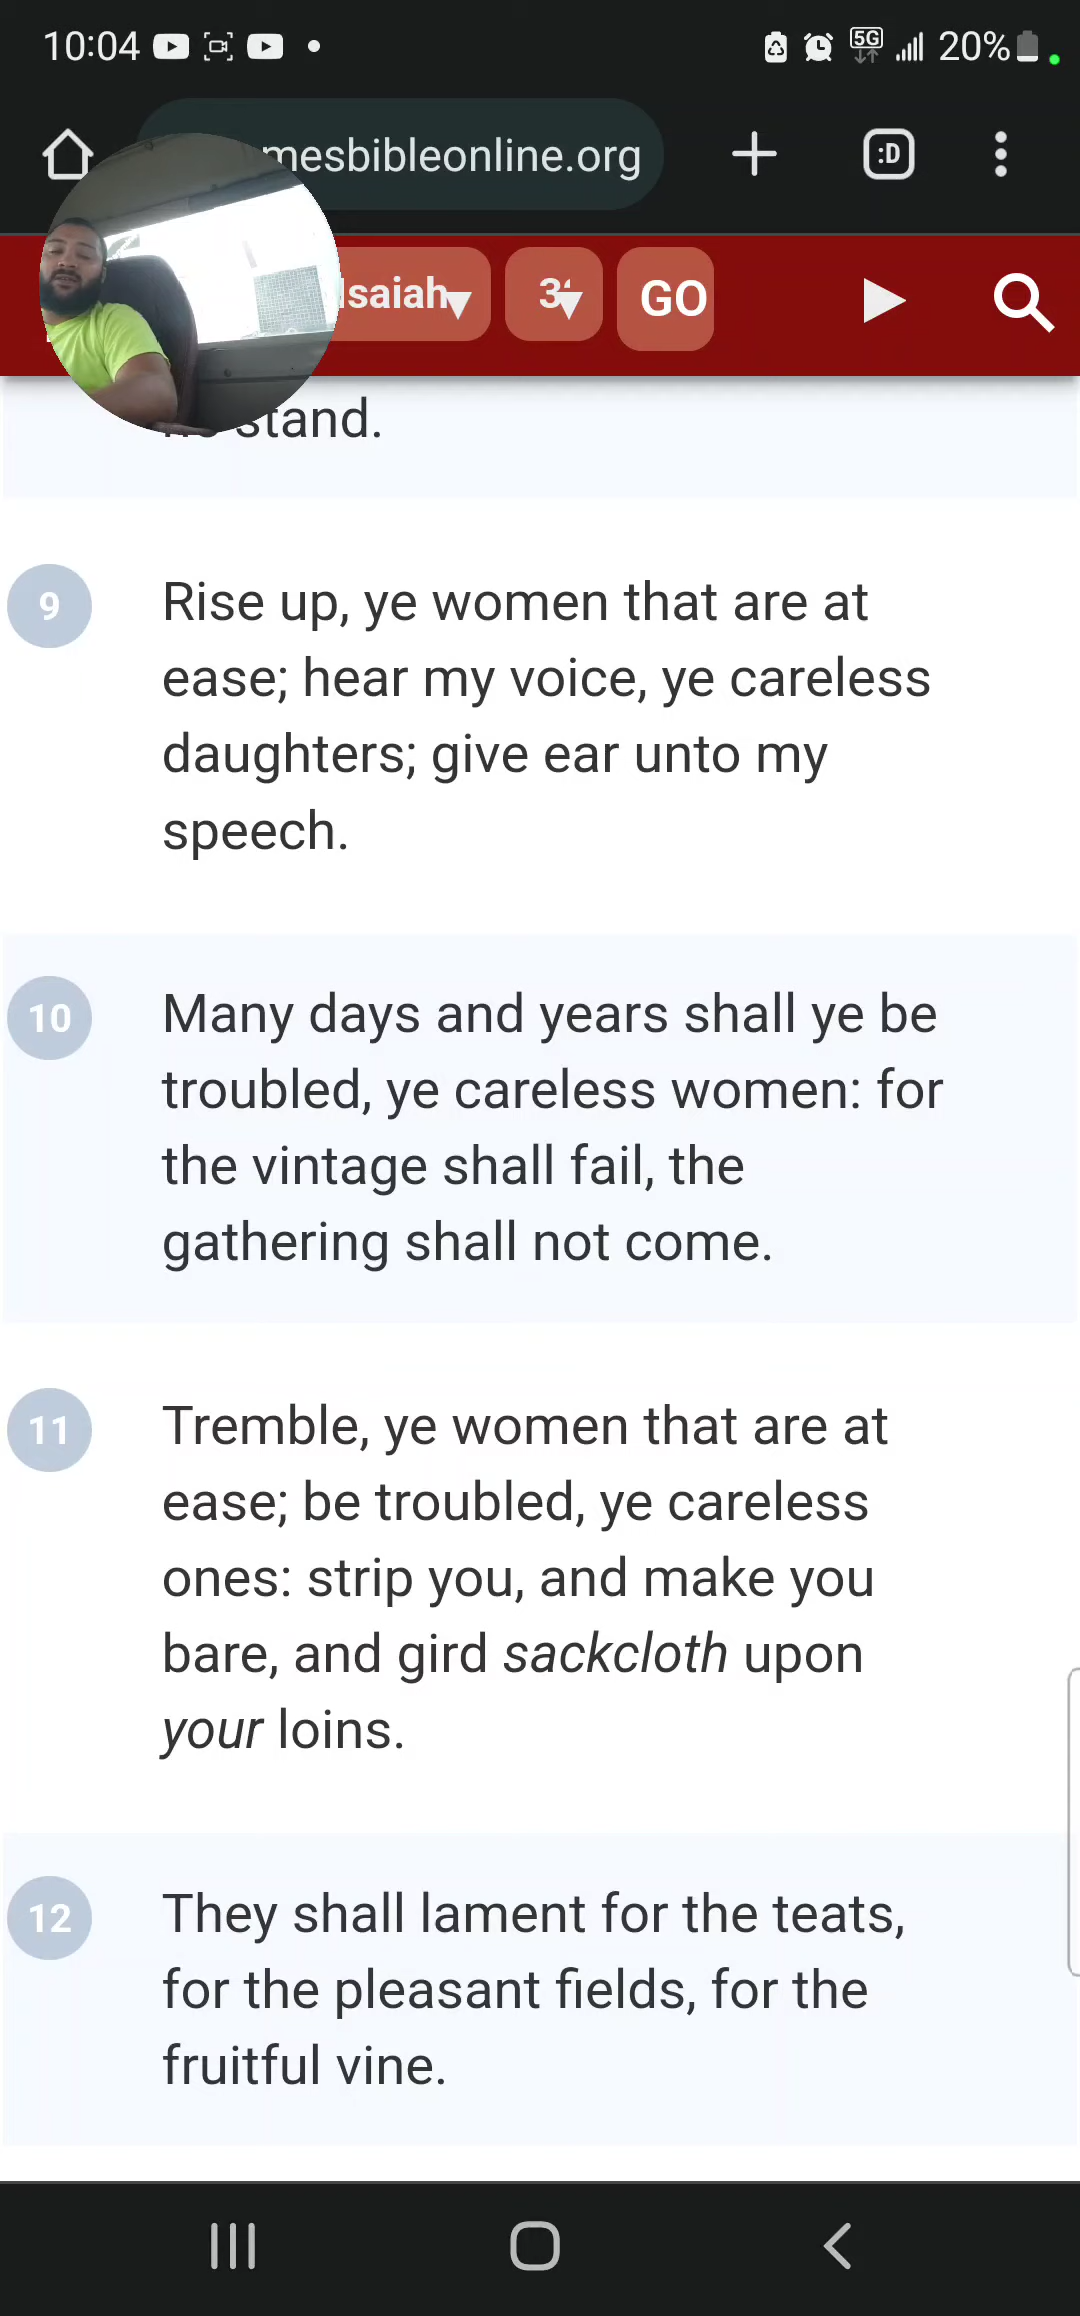 10:04 5G 20%
mesbibleonline.org :D
Isaiah GO
stand.
9 Rise up, ye women that are at
ease; hear my voice, ye careless
daughters; give ear unto my
speech.
10 Many days and years shall ye be
troubled, ye careless women: for
the vintage shall fail, the
gathering shall not come.
11 Tremble, ye women that are at
ease; be troubled, ye careless
ones: strip you, and make you
bare, and gird sackcloth upon
your loins.
12 They shall lament for the teats,
for the pleasant fields, for the
fruitful vine.